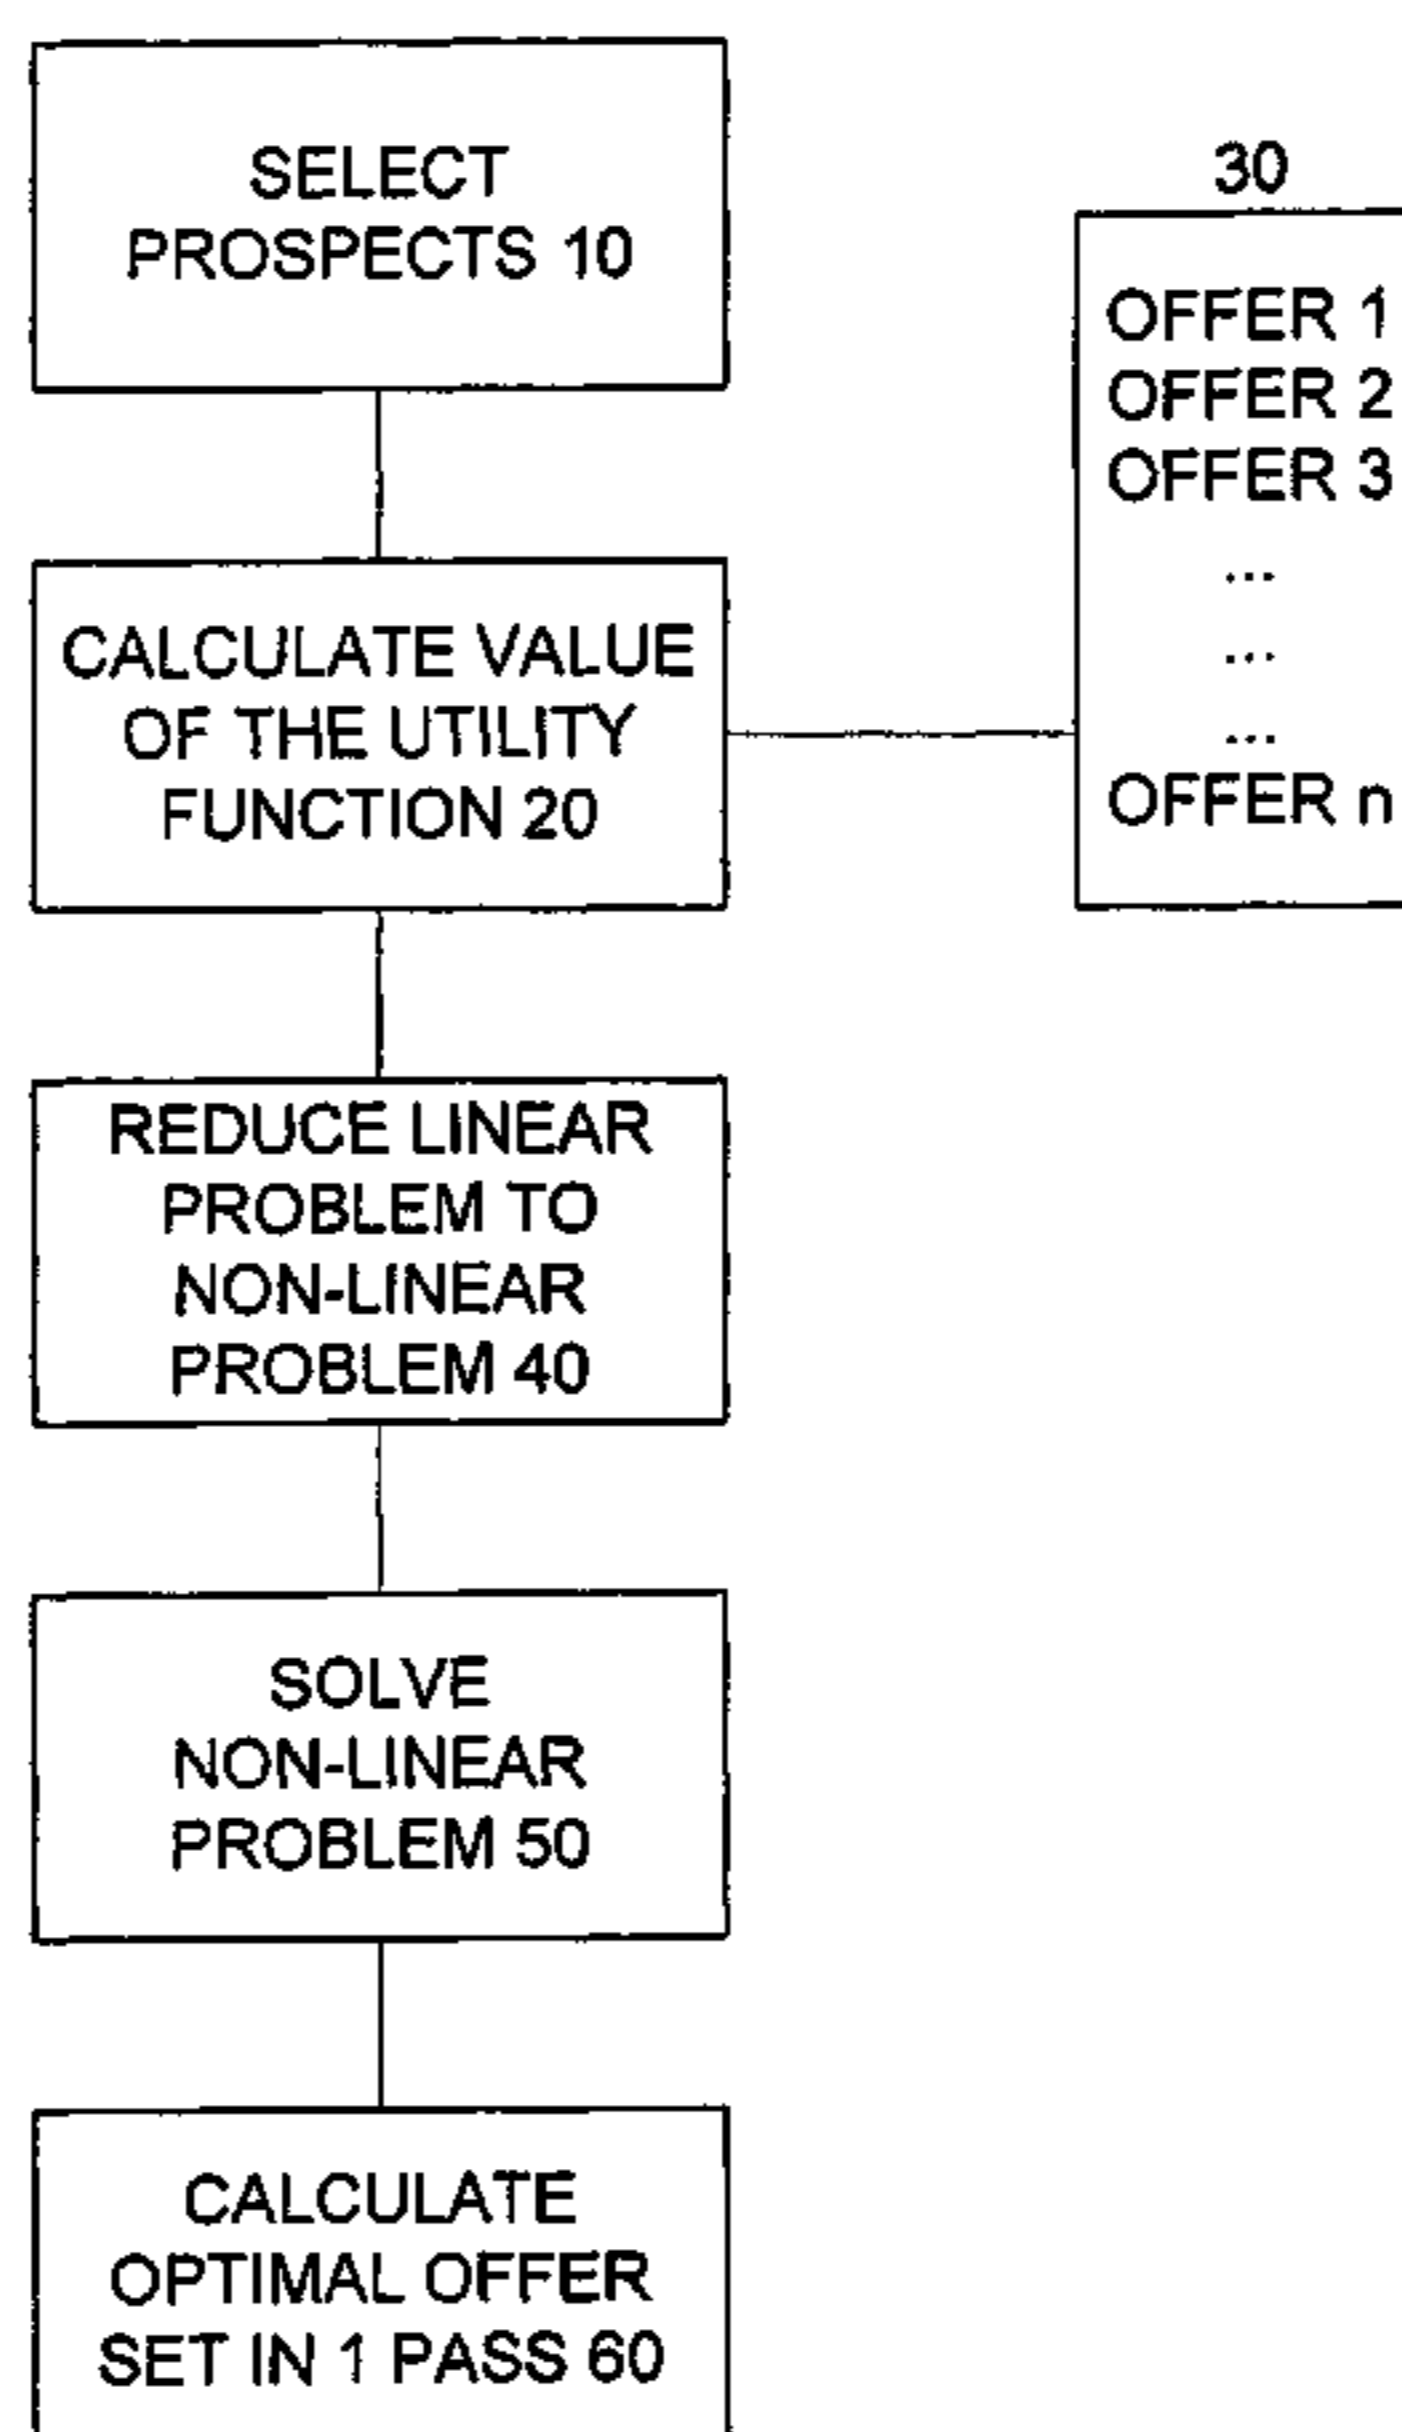 SELECT
PROSPECTS 10
30
OFFER 1
OFFER 2
OFFER 3
...
...
...
OFFER n
CALCULATE VALUE
OF THE UTILITY
FUNCTION 20
REDUCE LINEAR
PROBLEM TO
NON-LINEAR
PROBLEM 40
SOLVE
NON-LINEAR
PROBLEM 50
CALCULATE
OPTIMAL OFFER
SET IN 1 PASS 60